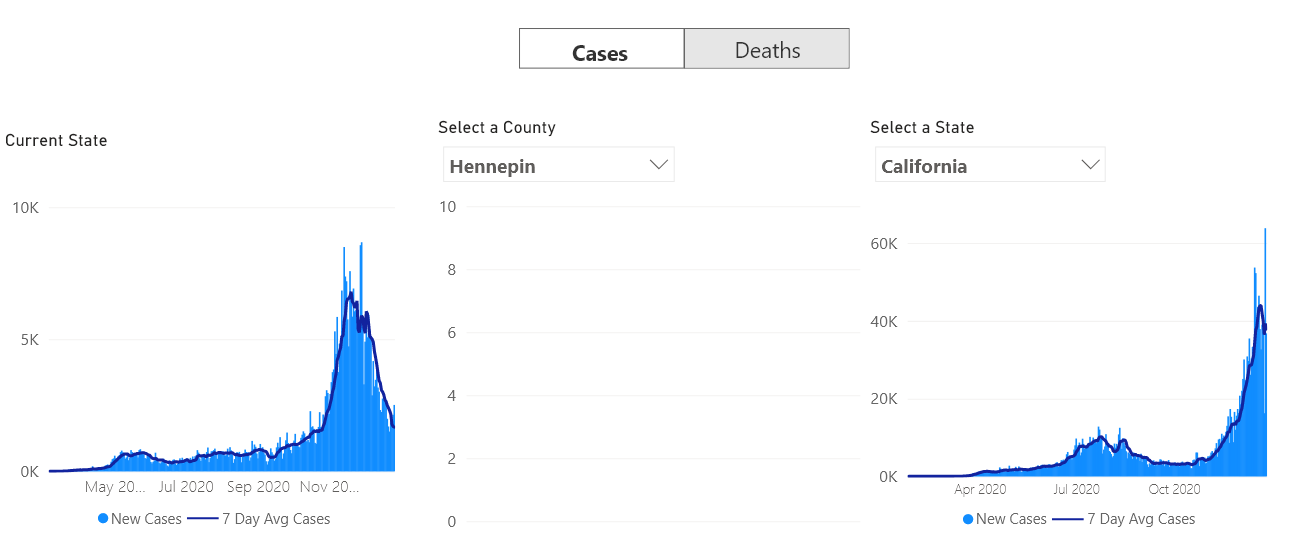 Cases Deaths
Current State
Select a County
Hennepin
Select a State
California
10K
5K
0K
May 20... Jul 2020 Sep 2020 Nov 20...
New Cases 7 Day Avg Cases
10
8
6
4
2
0
60K
40K
20K
0K
Apr 2020 Jul 2020 Oct 2020
New Cases 7 Day Avg Cases